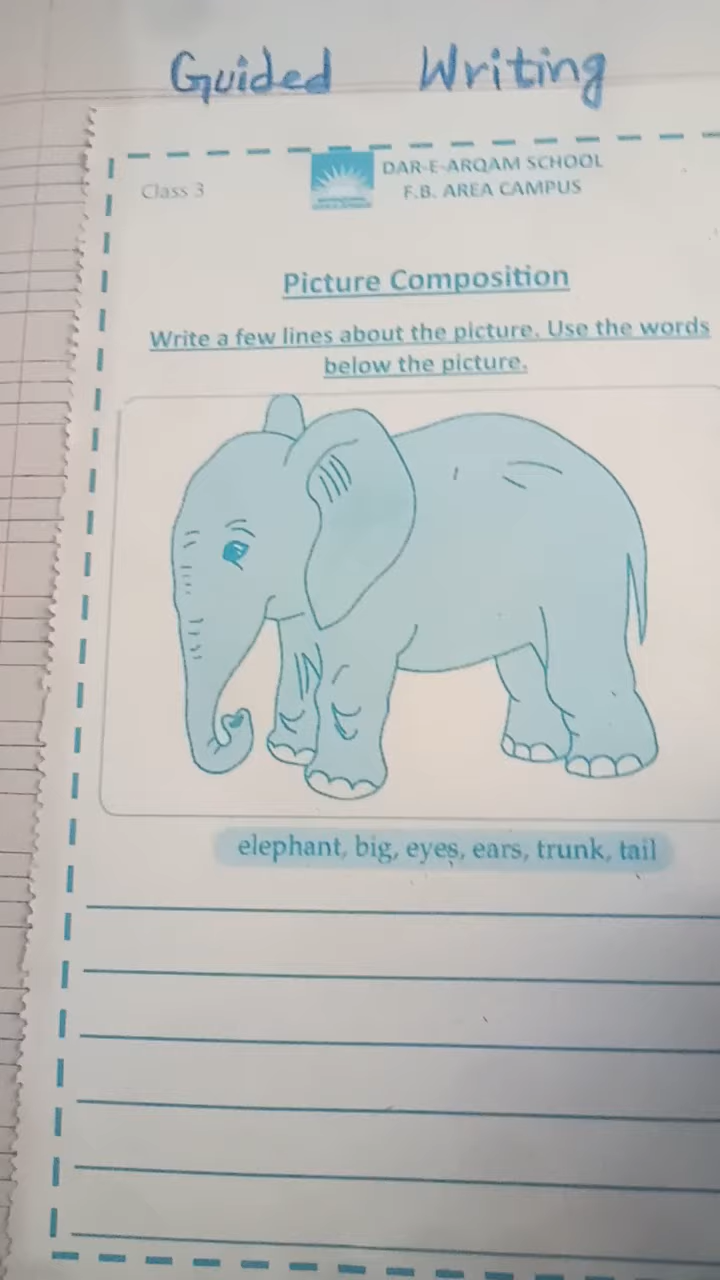 Guided Writing
DAR-E-ARQAM SCHOOL
Class 3
F.B. AREA CAMPUS
Picture Composition
Write a few lines about the picture. Use the words
below the picture.
elephant, big, eyes, ears, trunk, tail